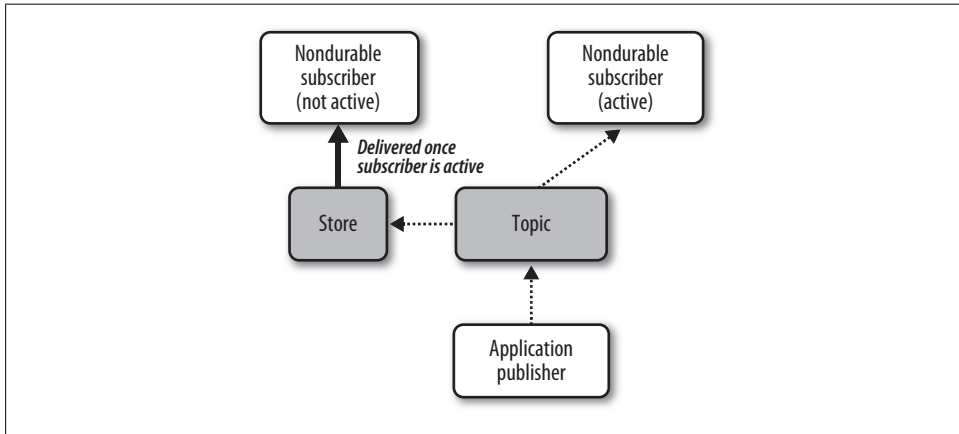 Nondurable
subscriber
(not active)
Nondurable
subscriber
(active)
Delivered once
subscriber is active
Store
Topic
Application
publisher